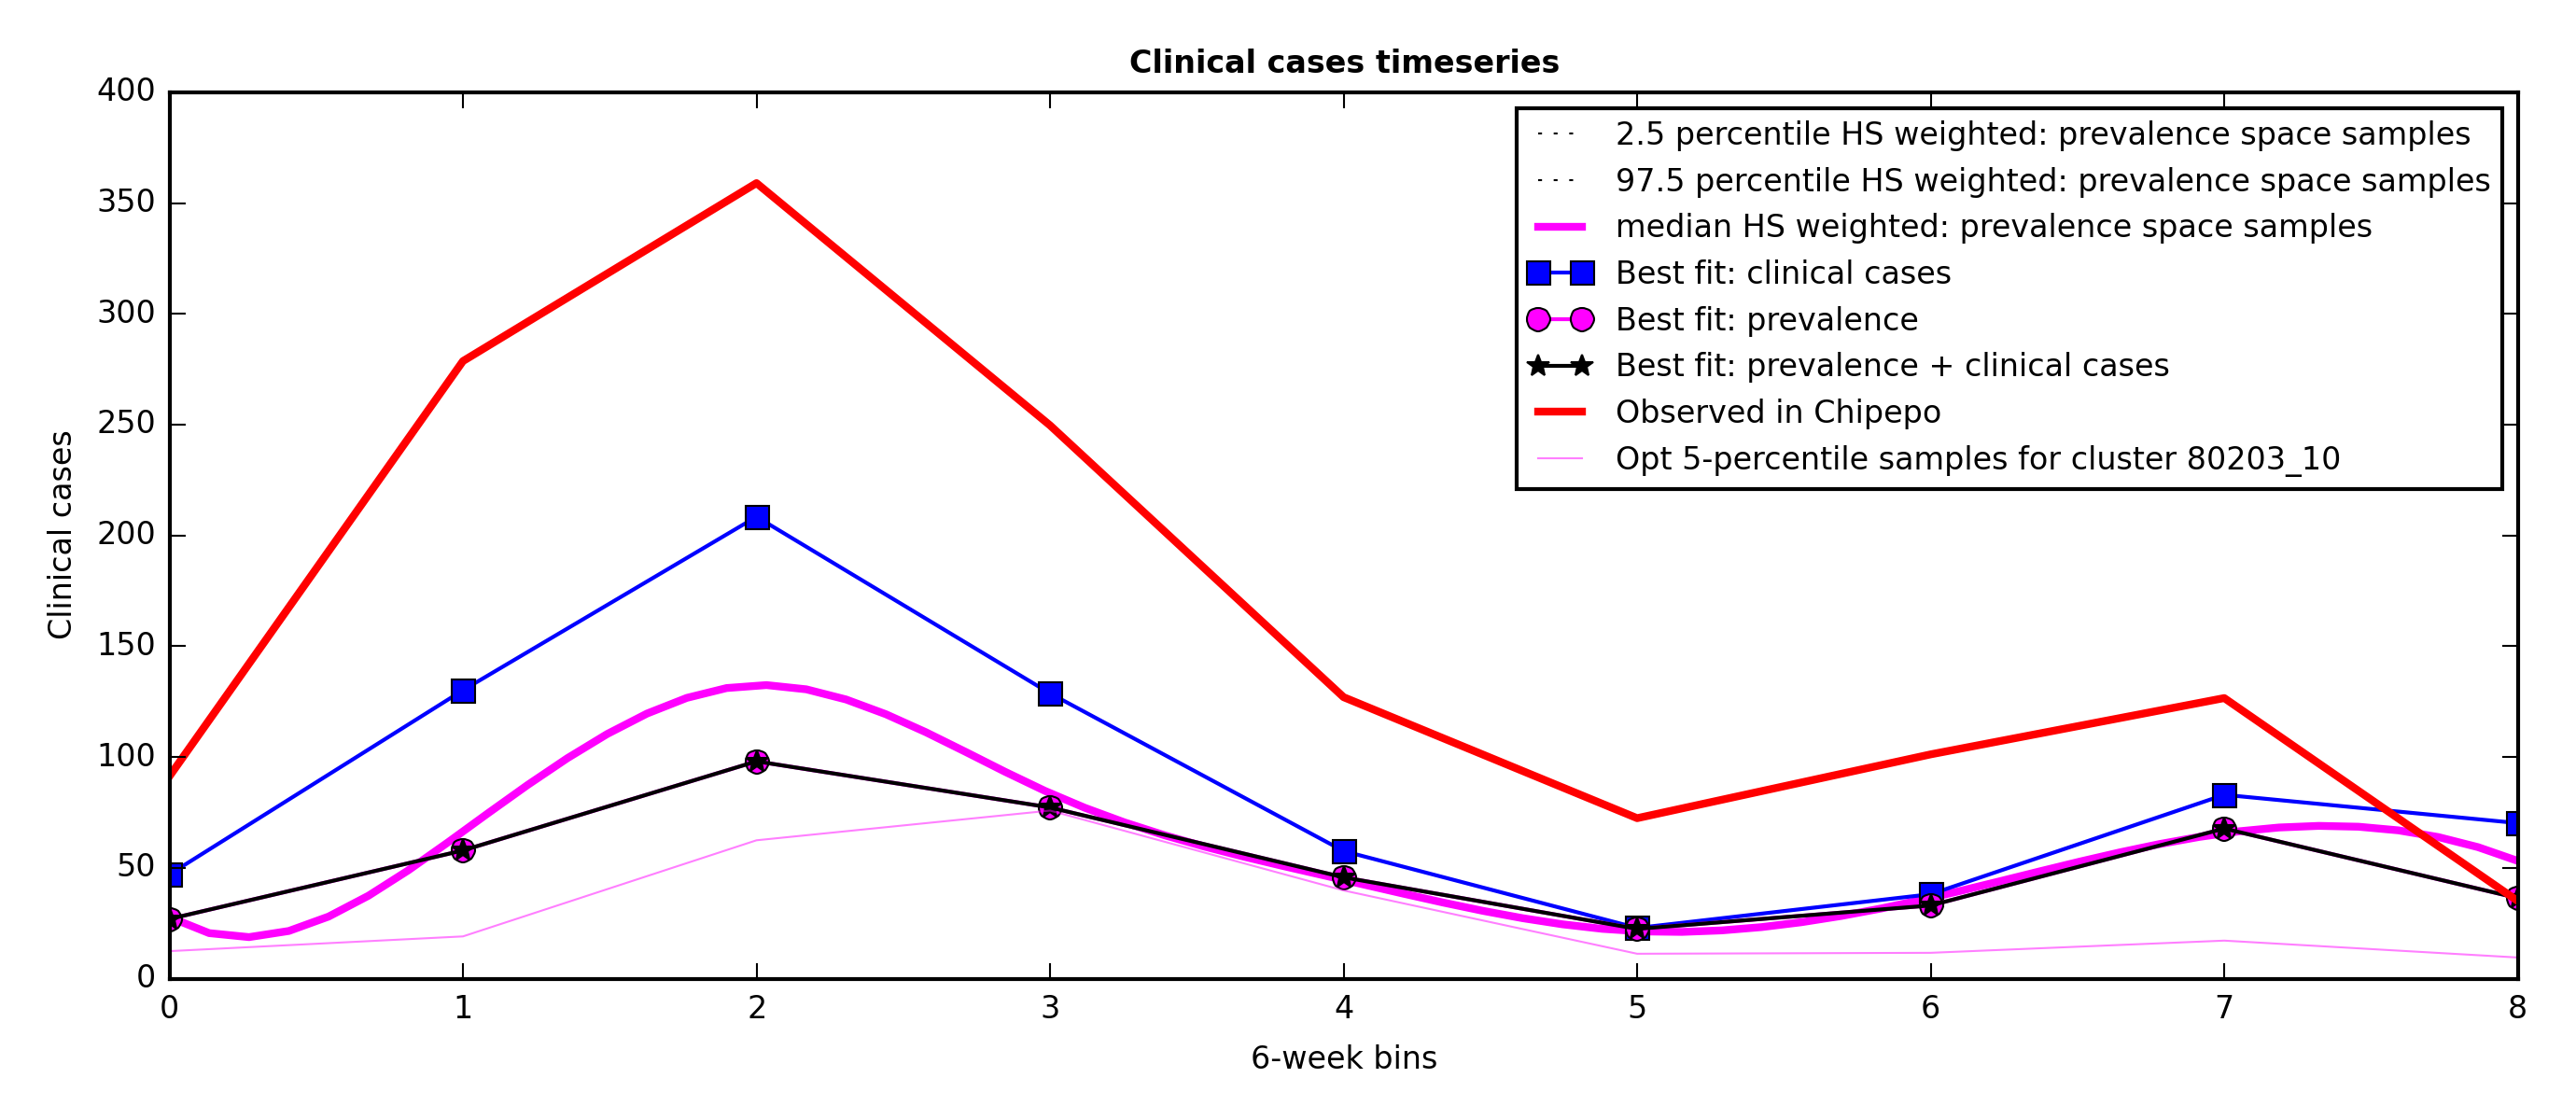 Clinical cases timeseries
400
350
300
250
200
150
100
50
0
Clinical cases
2.5 percentile HS weighted: prevalence space samples
97.5 percentile HS weighted: prevalence space samples
median HS weighted: prevalence space samples
Best fit: clinical cases
Best fit: prevalence
Best fit: prevalence + clinical cases
Observed in Chipepo
Opt 5-percentile samples for cluster 80203_10
0 1 2 3 4 5 6 7 8
6-week bins